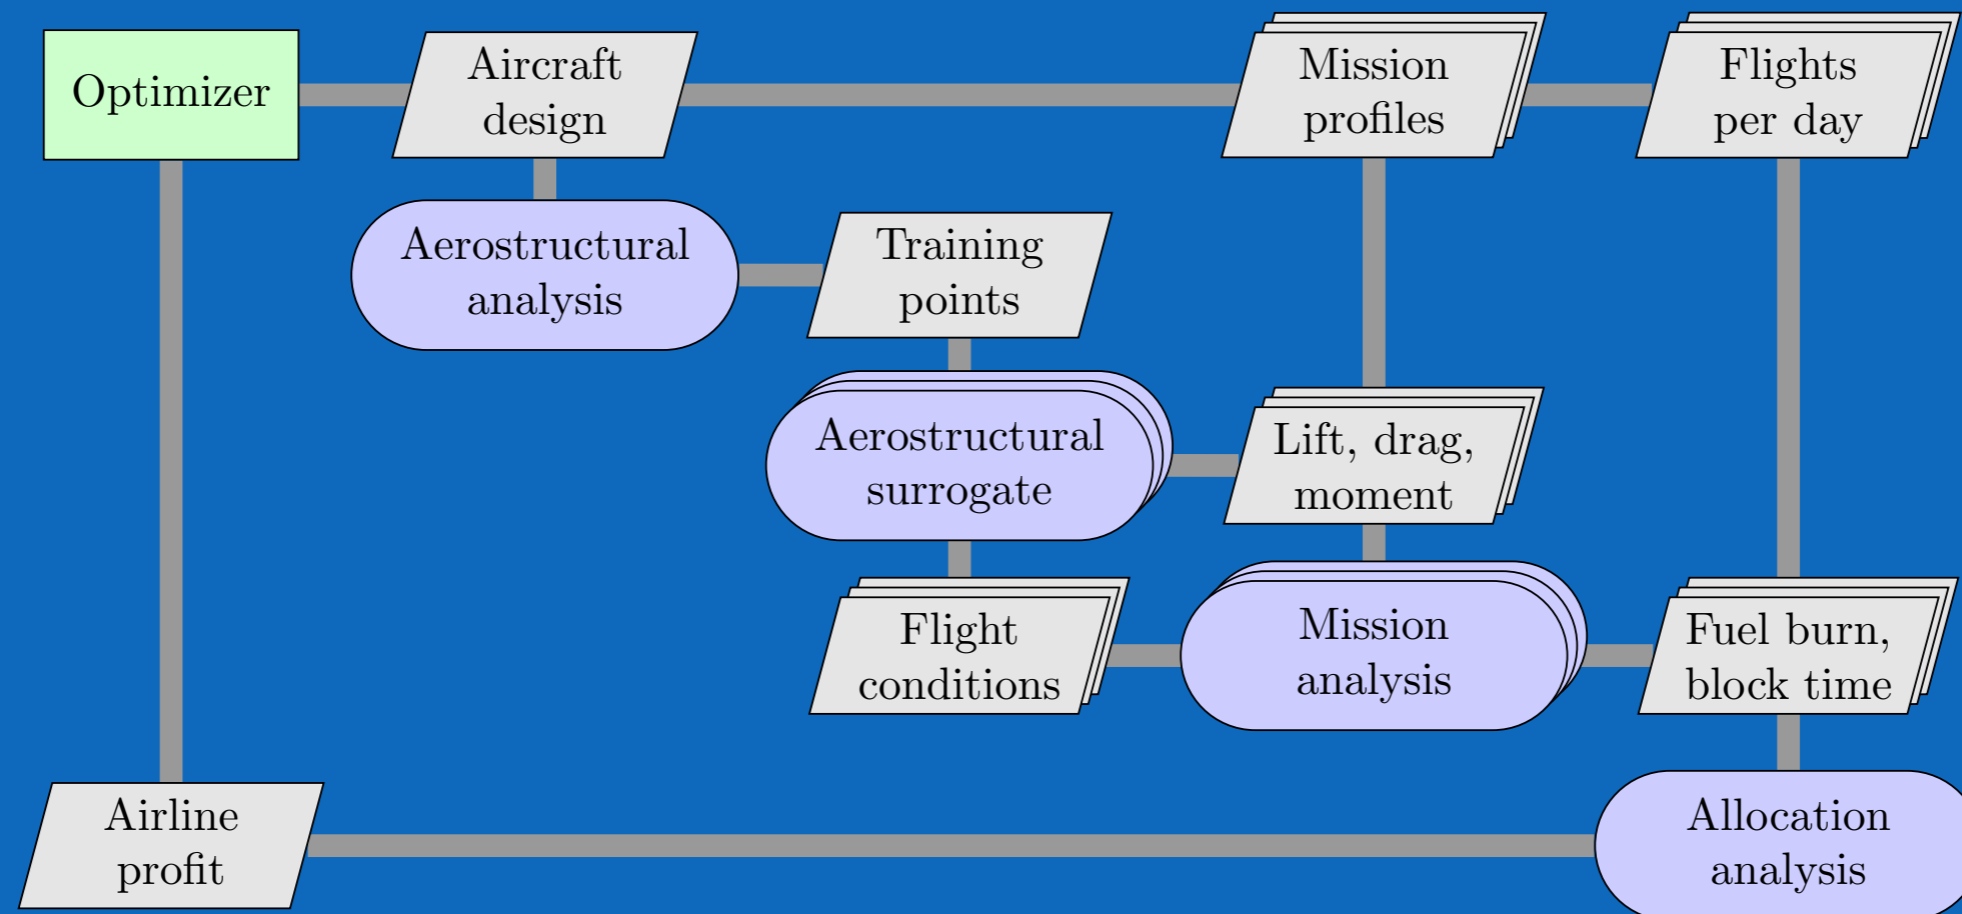 Optimizer
Aircraft
design
Mission
profiles
Flights
per day
Aerostructural
analysis
Training
points
Aerostructural
surrogate
Lift, drag,
moment
Flight
conditions
Mission
analysis
Fuel burn,
block time
Airline
profit
Allocation
analysis